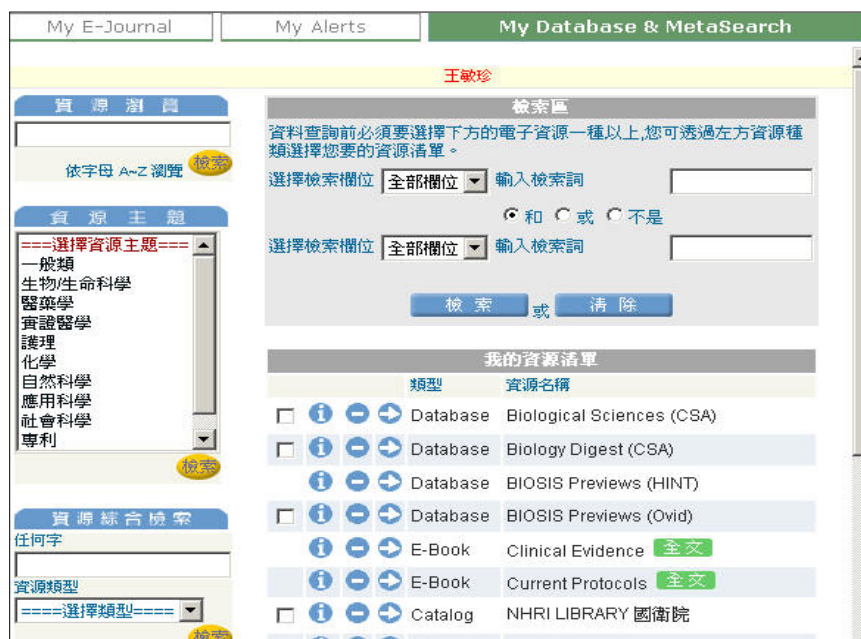 My E-Journal
My Alerts
My Database & MetaSearch
王敏珍
資源瀏覽
檢索
依字母 A~Z 瀏覽
資源主題
===選擇資源主題===
一般類
生物/生命科學
醫藥學
實證醫學
護理
化學
自然科學
應用科學
社會科學
專利
檢索
資源綜合檢索
任何字
資源類型
====選擇類型====
檢索
檢索區
資料查詢前必須要選擇下方的電子資源一種以上,您可透過左方資源種
類選擇您要的資源清單。
選擇檢索欄位 全部欄位 輸入檢索詞
和 或 不是
選擇檢索欄位 全部欄位 輸入檢索詞
檢索 或 清除
我的資源清單
類型 資源名稱
Database Biological Sciences (CSA)
Database Biology Digest (CSA)
Database BIOSIS Previews (HINT)
Database BIOSIS Previews (Ovid)
E-Book Clinical Evidence 全文
E-Book Current Protocols 全文
Catalog NHRI LIBRARY 國衛院